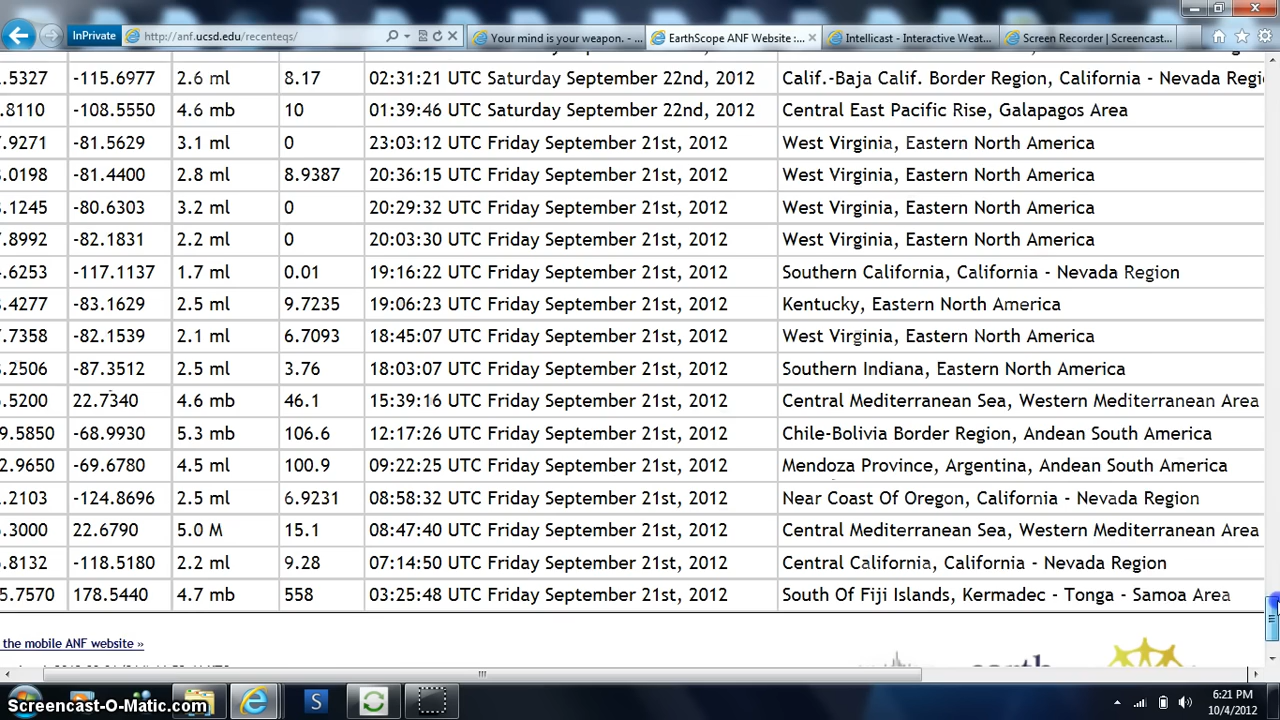 InPrivate http://anf.ucsd.edu/recenteqs/ Your mind is your weapon. - ... EarthScope ANF Website :... Intellicast - Interactive Weat... Screen Recorder | Screencast...
.5327 -115.6977 2.6 ml 8.17 02:31:21 UTC Saturday September 22nd, 2012 Calif.-Baja Calif. Border Region, California - Nevada Regi
.8110 -108.5550 4.6 mb 10 01:39:46 UTC Saturday September 22nd, 2012 Central East Pacific Rise, Galapagos Area
.9271 -81.5629 3.1 ml 0 23:03:12 UTC Friday September 21st, 2012 West Virginia, Eastern North America
.0198 -81.4400 2.8 ml 8.9387 20:36:15 UTC Friday September 21st, 2012 West Virginia, Eastern North America
.1245 -80.6303 3.2 ml 0 20:29:32 UTC Friday September 21st, 2012 West Virginia, Eastern North America
.8992 -82.1831 2.2 ml 0 20:03:30 UTC Friday September 21st, 2012 West Virginia, Eastern North America
.6253 -117.1137 1.7 ml 0.01 19:16:22 UTC Friday September 21st, 2012 Southern California, California - Nevada Region
.4277 -83.1629 2.5 ml 9.7235 19:06:23 UTC Friday September 21st, 2012 Kentucky, Eastern North America
.7358 -82.1539 2.1 ml 6.7093 18:45:07 UTC Friday September 21st, 2012 West Virginia, Eastern North America
.2506 -87.3512 2.5 ml 3.76 18:03:07 UTC Friday September 21st, 2012 Southern Indiana, Eastern North America
.5200 22.7340 4.6 mb 46.1 15:39:16 UTC Friday September 21st, 2012 Central Mediterranean Sea, Western Mediterranean Area
9.5850 -68.9930 5.3 mb 106.6 12:17:26 UTC Friday September 21st, 2012 Chile-Bolivia Border Region, Andean South America
2.9650 -69.6780 4.5 ml 100.9 09:22:25 UTC Friday September 21st, 2012 Mendoza Province, Argentina, Andean South America
.2103 -124.8696 2.5 ml 6.9231 08:58:32 UTC Friday September 21st, 2012 Near Coast Of Oregon, California - Nevada Region
.3000 22.6790 5.0 M 15.1 08:47:40 UTC Friday September 21st, 2012 Central Mediterranean Sea, Western Mediterranean Area
.8132 -118.5180 2.2 ml 9.28 07:14:50 UTC Friday September 21st, 2012 Central California, California - Nevada Region
5.7570 178.5440 4.7 mb 558 03:25:48 UTC Friday September 21st, 2012 South Of Fiji Islands, Kermadec - Tonga - Samoa Area
the mobile ANF website »
earth
Screencast-O-Matic.com
6:21 PM
10/4/2012